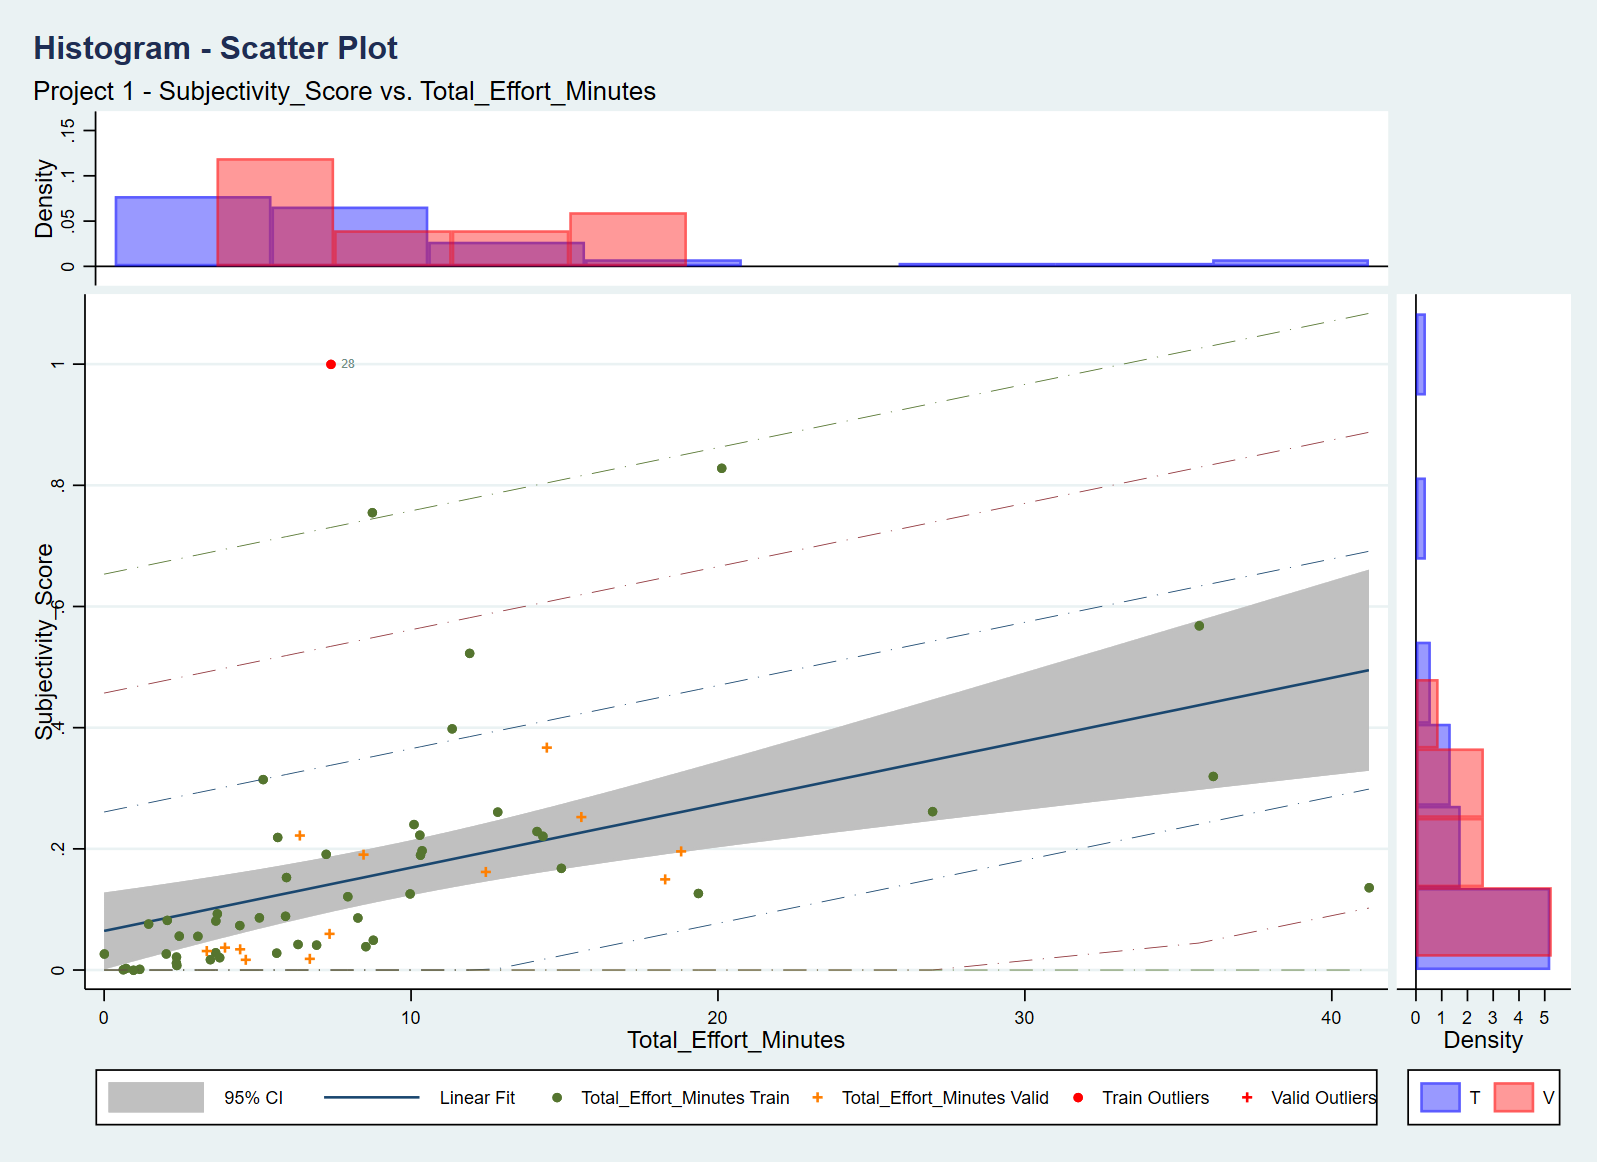 Histogram - Scatter Plot
Project 1 - Subjectivity_Score vs. Total_Effort_Minutes
Density
.15
.1
.05
0
28
Subjectivity_Score
1
.8
.6
.4
.2
0
0 10 20 30 40
Total_Effort_Minutes
0 1 2 3 4 5
Density
95% CI Linear Fit Total_Effort_Minutes Train Total_Effort_Minutes Valid Train Outliers Valid Outliers
T V